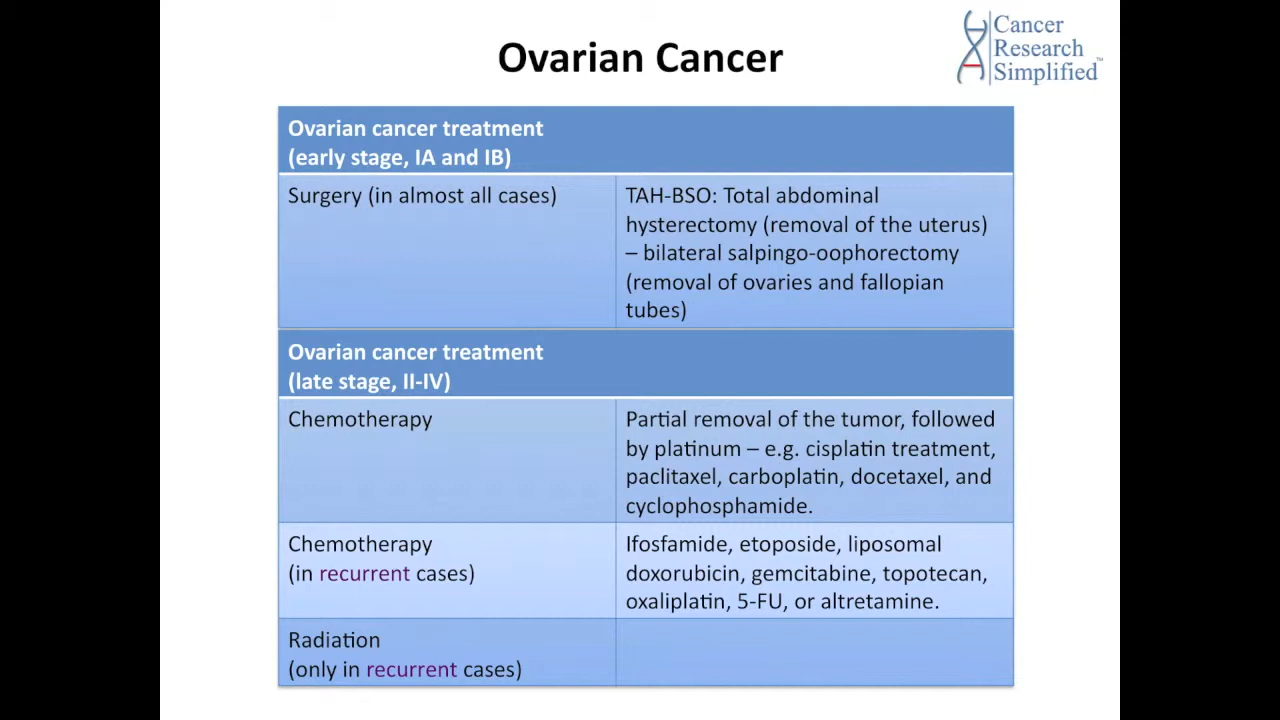 Ovarian Cancer
Cancer
Research
Simplified™
Ovarian cancer treatment
(early stage, IA and IB)
Surgery (in almost all cases)
TAH-BSO: Total abdominal
hysterectomy (removal of the uterus)
– bilateral salpingo-oophorectomy
(removal of ovaries and fallopian
tubes)
Ovarian cancer treatment
(late stage, II-IV)
Chemotherapy
Partial removal of the tumor, followed
by platinum – e.g. cisplatin treatment,
paclitaxel, carboplatin, docetaxel, and
cyclophosphamide.
Chemotherapy
(in recurrent cases)
Ifosfamide, etoposide, liposomal
doxorubicin, gemcitabine, topotecan,
oxaliplatin, 5-FU, or altretamine.
Radiation
(only in recurrent cases)